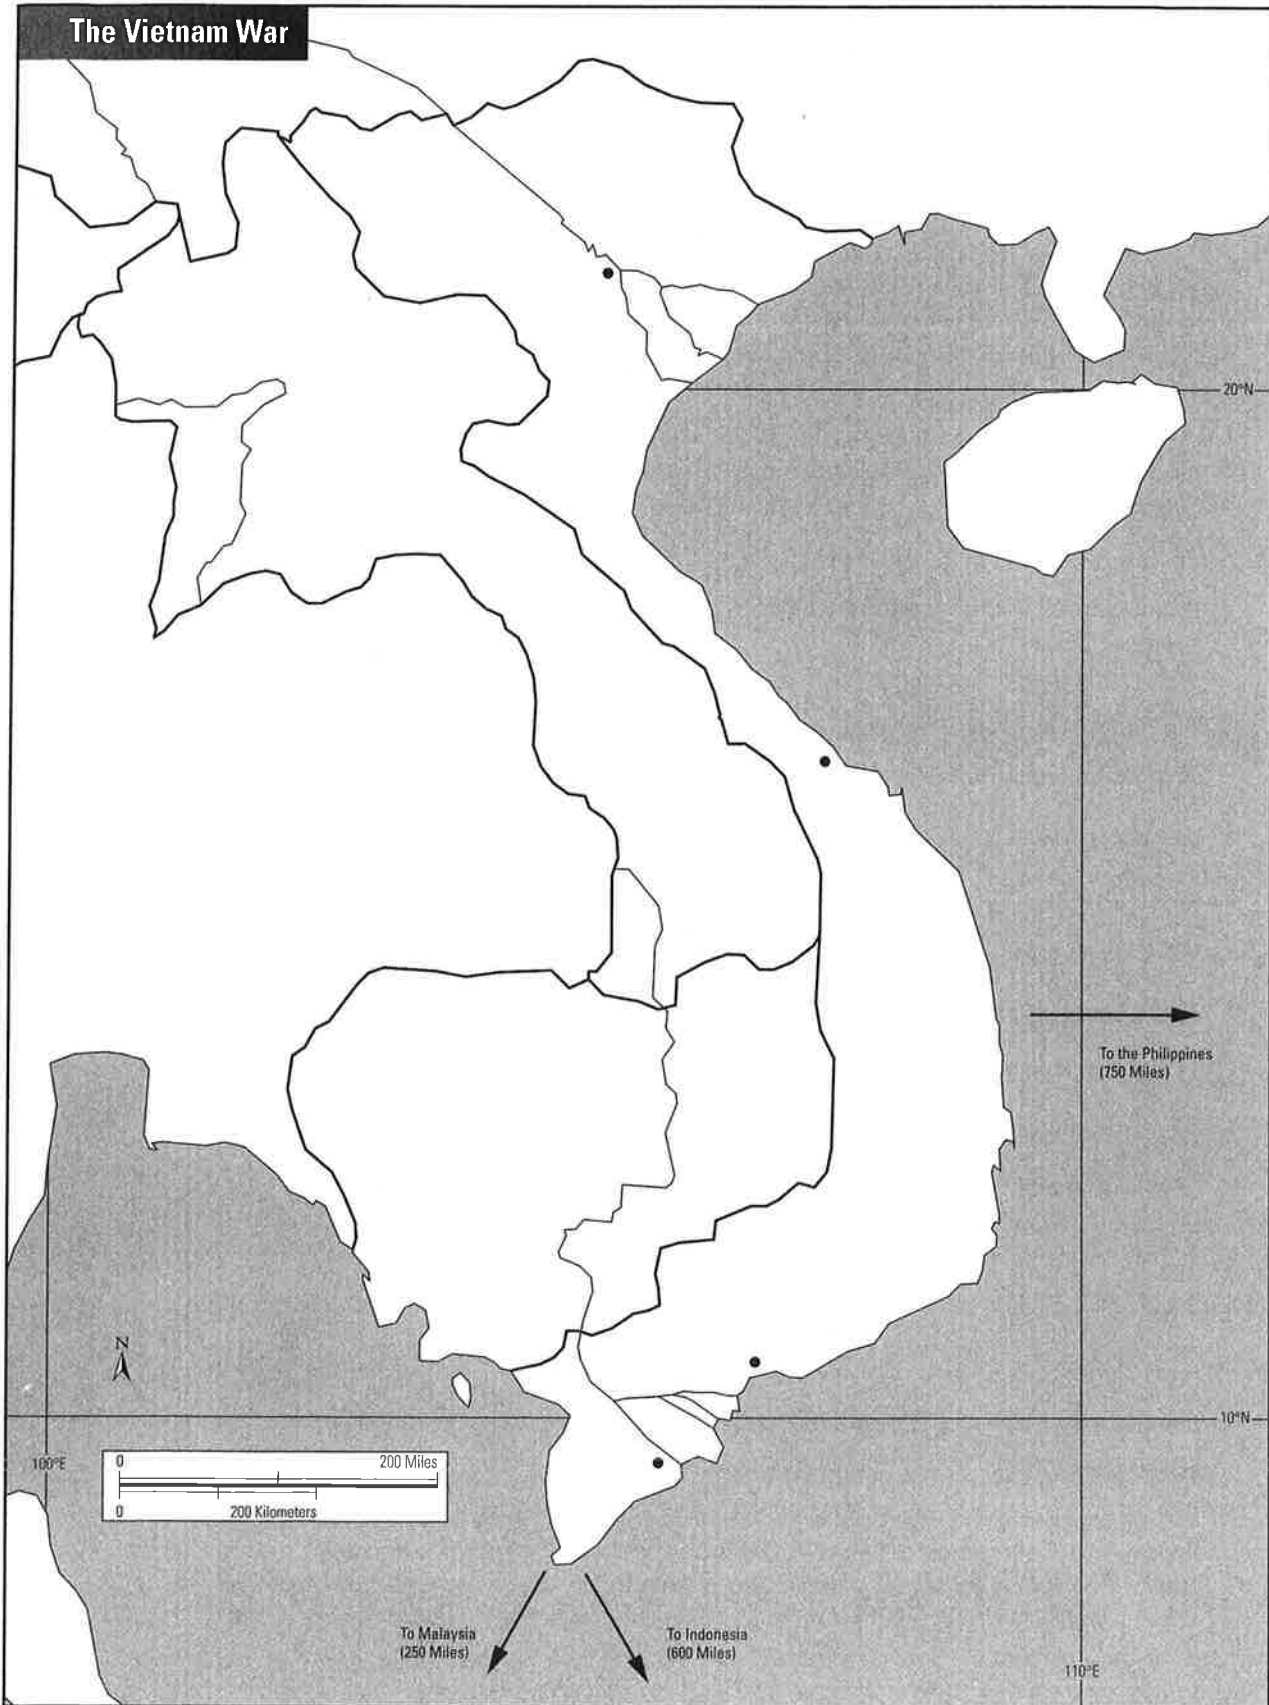 The Vietnam War
20°N
To the Philippines
(750 Miles)
N
10°N
100°E
0 200 Miles
0 200 Kilometers
To Malaysia
(250 Miles)
To Indonesia
(600 Miles)
110°E